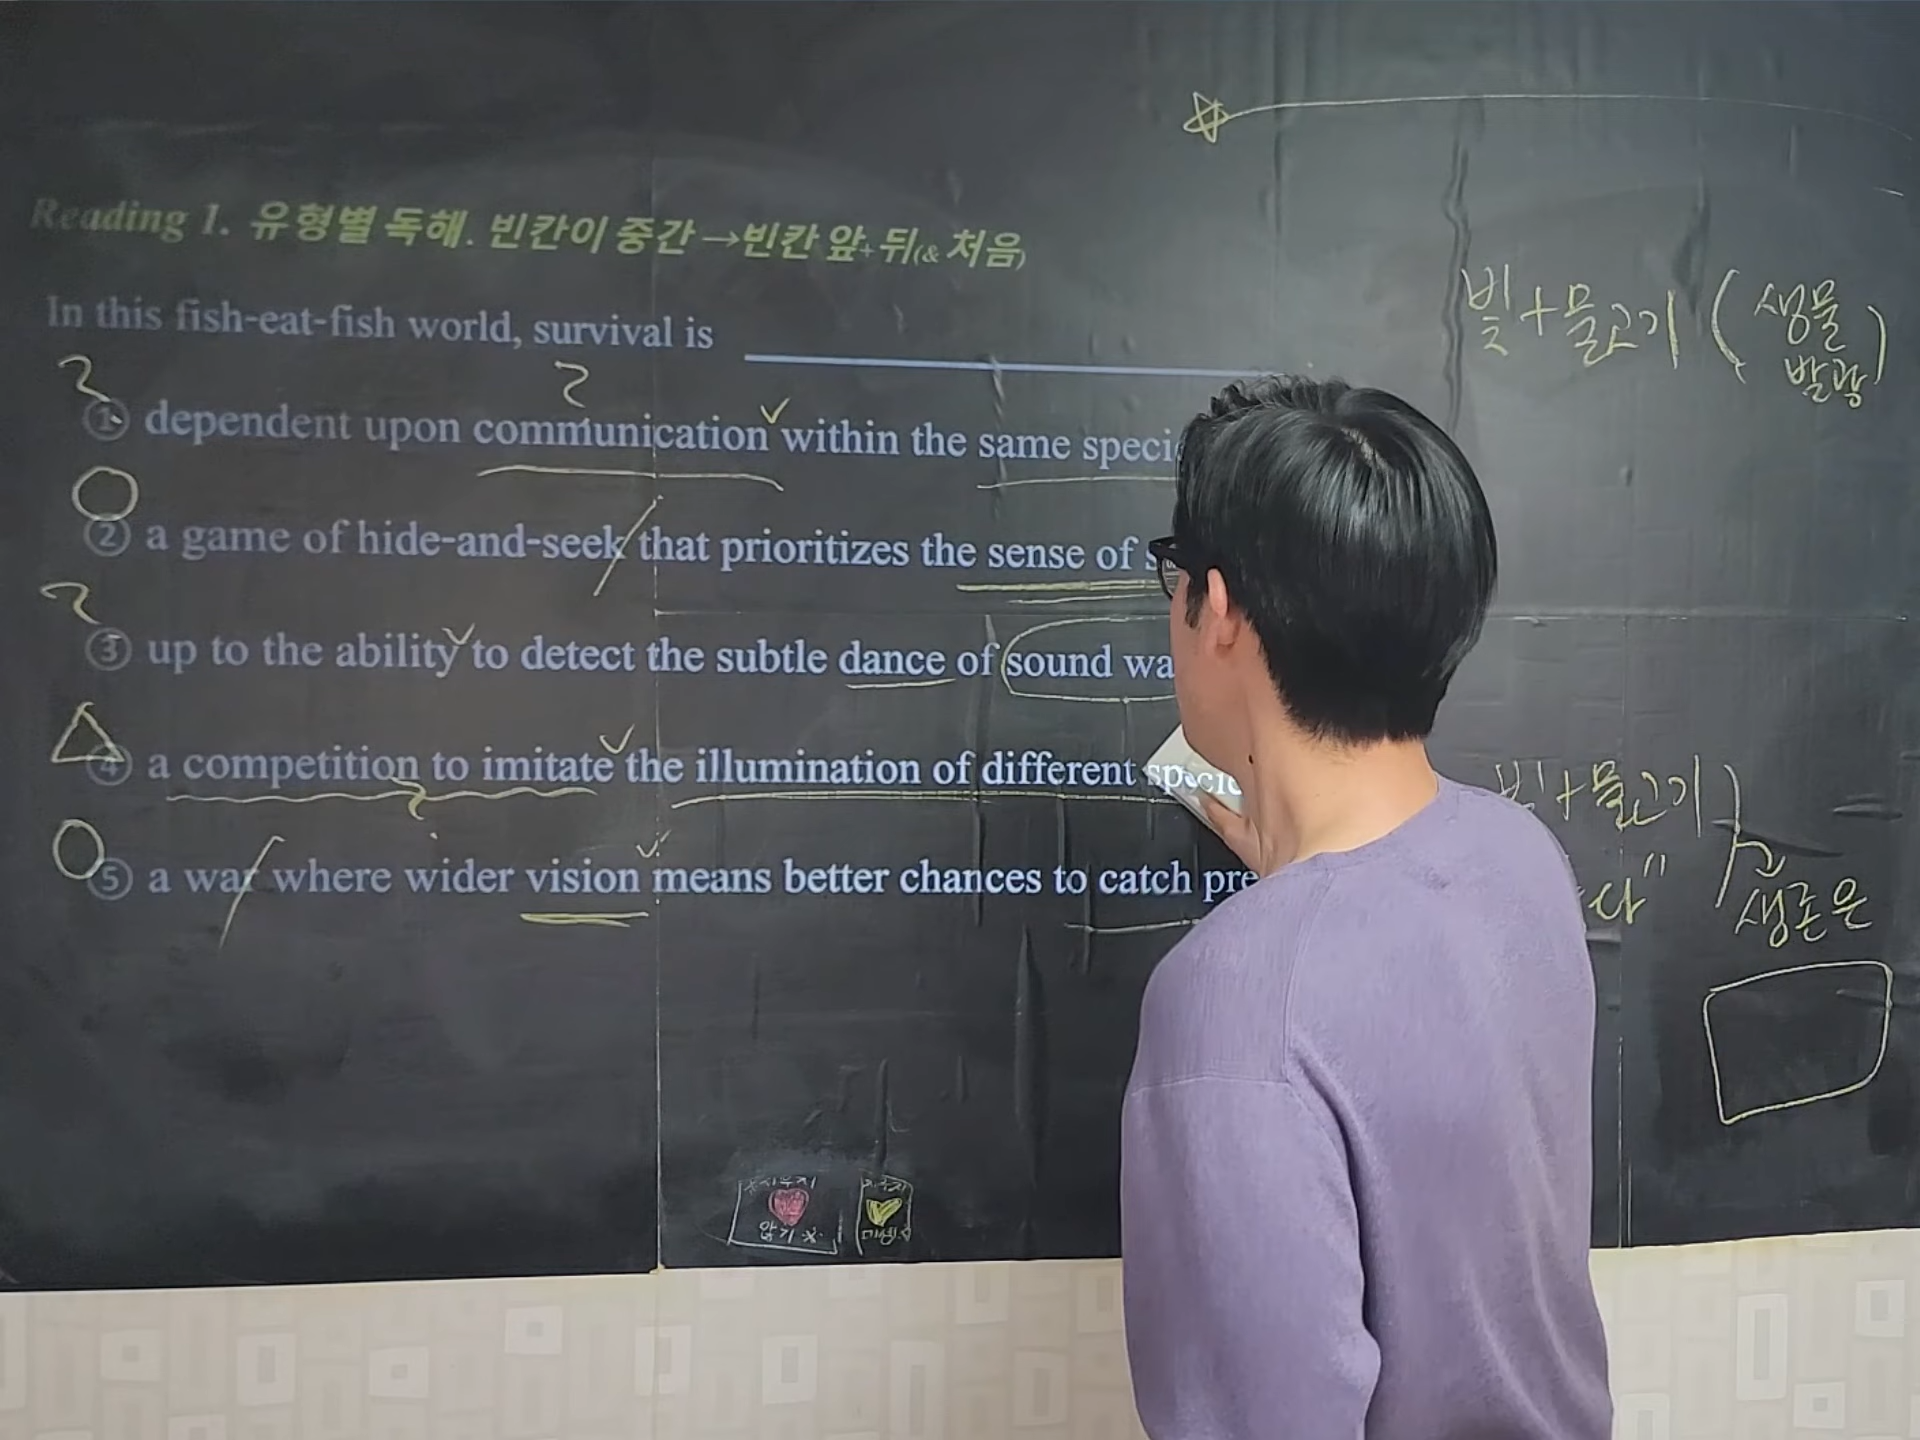 Reading 1. 유형별 독해. 빈칸이 중간→빈칸 앞+뒤(& 처음)
In this fish-eat-fish world, survival is
① dependent upon communication within the same
② a game of hide-and-seek that prioritizes the sense of
③ up to the ability to detect the subtle dance of sound
④ a competition to imitate the illumination of different
⑤ a war where wider vision means better chances to catch
빛+물고기 (생물
발광)
빛+물고기
다"
생존은